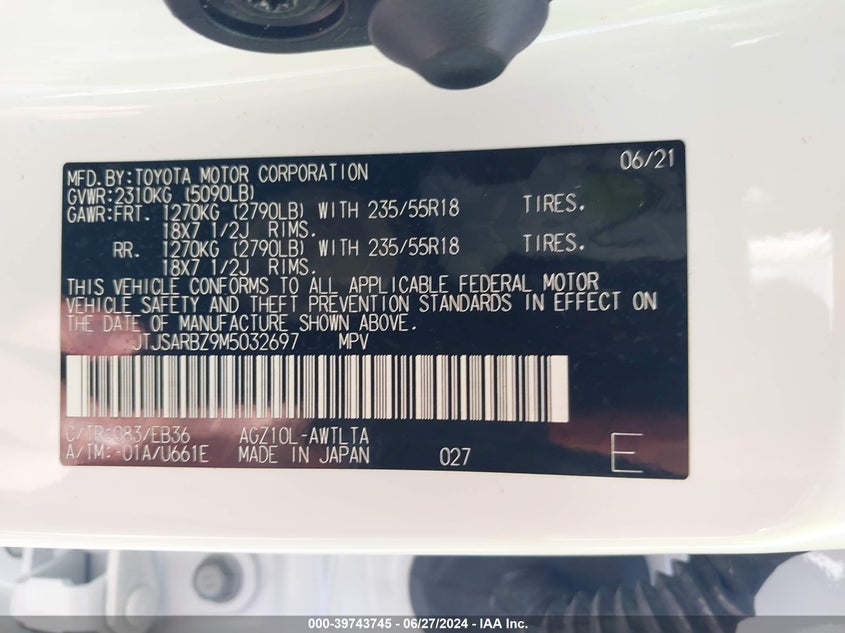 MFD.BY:TOYOTA MOTOR CORPORATION 06/21
GVWR:2310KG (5090LB)
GAWR:FRT. 1270KG (2790LB) WITH 235/55R18 TIRES.
18X7 1/2J RIMS.
RR. 1270KG (2790LB) WITH 235/55R18 TIRES.
18X7 1/2J RIMS.
THIS VEHICLE CONFORMS TO ALL APPLICABLE FEDERAL MOTOR
VEHICLE SAFETY AND THEFT PREVENTION STANDARDS IN EFFECT ON
THE DATE OF MANUFACTURE SHOWN ABOVE.
JTJSARBZ9M5032697 MPV
C/TR:083/EB36 AGZ10L-AWTLTA
A/TM:-01A/U661E MADE IN JAPAN 027 E
000-39743745 - 06/27/2024 - IAA Inc.